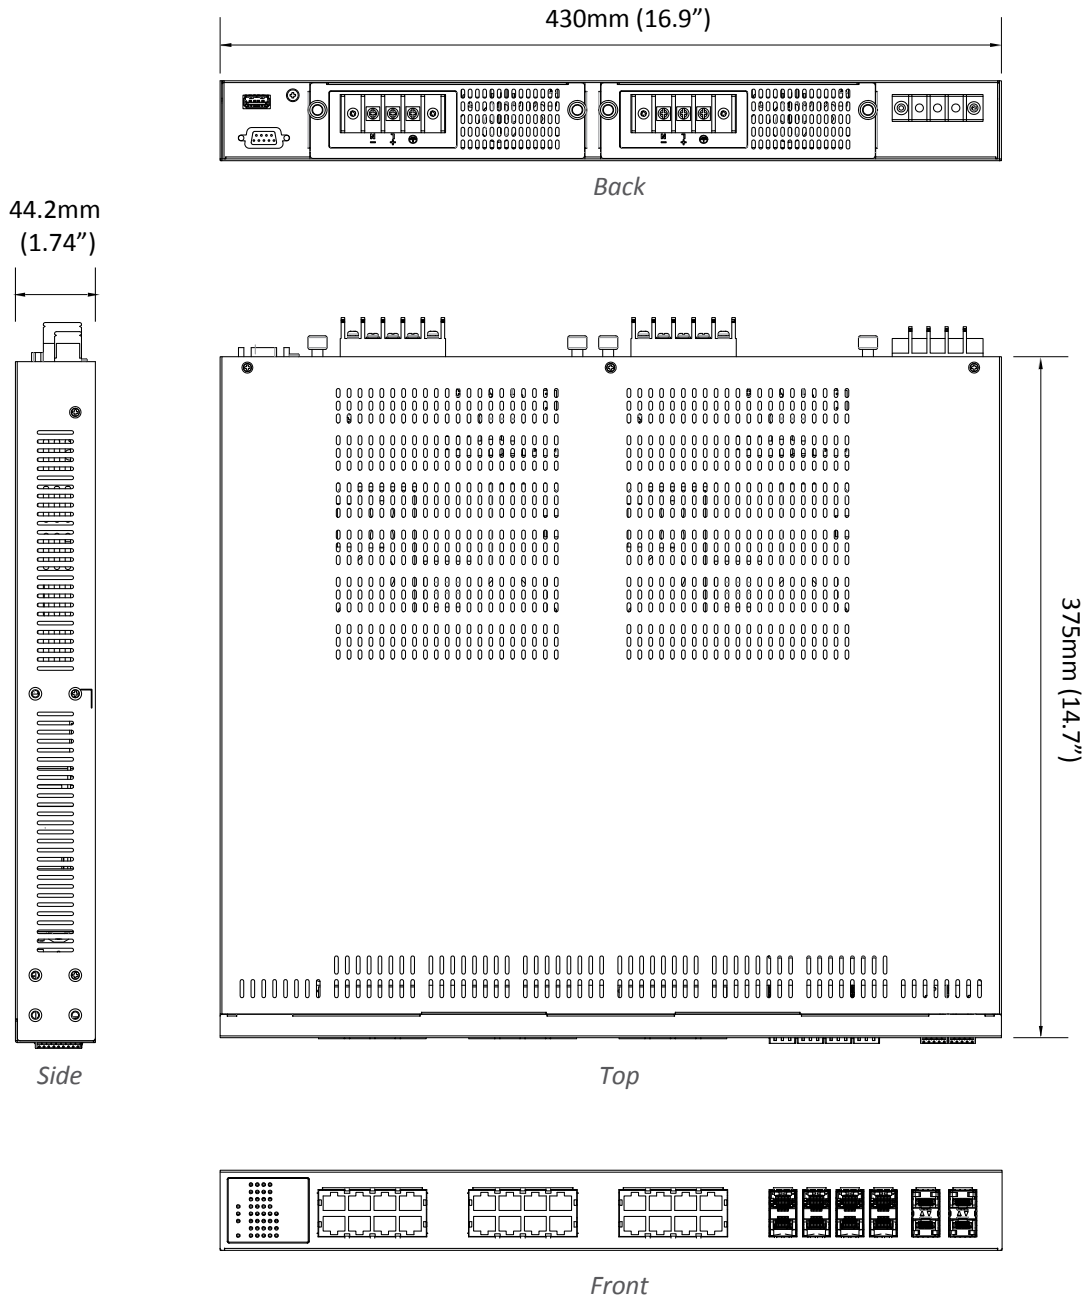 430mm (16.9”)
Back
44.2mm
(1.74”)
375mm (14.7”)
Side
Top
Front